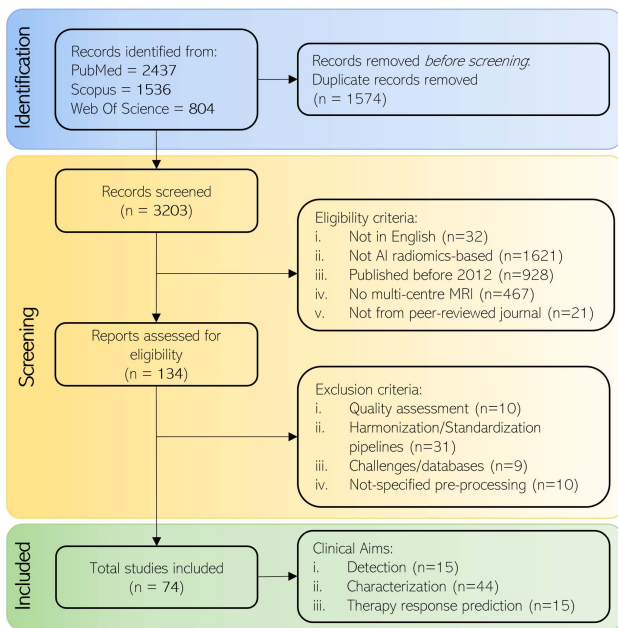 Identification
Records identified from:
PubMed = 2437
Scopus = 1536
Web Of Science = 804
Records removed before screening:
Duplicate records removed
(n = 1574)
Screening
Records screened
(n = 3203)
Eligibility criteria:
i. Not in English (n=32)
ii. Not AI radiomics-based (n=1621)
iii. Published before 2012 (n=928)
iv. No multi-centre MRI (n=467)
v. Not from peer-reviewed journal (n=21)
Reports assessed for
eligibility
(n = 134)
Exclusion criteria:
i. Quality assessment (n=10)
ii. Harmonization/Standardization
pipelines (n=31)
iii. Challenges/databases (n=9)
iv. Not-specified pre-processing (n=10)
Included
Total studies included
(n = 74)
Clinical Aims:
i. Detection (n=15)
ii. Characterization (n=44)
iii. Therapy response prediction (n=15)